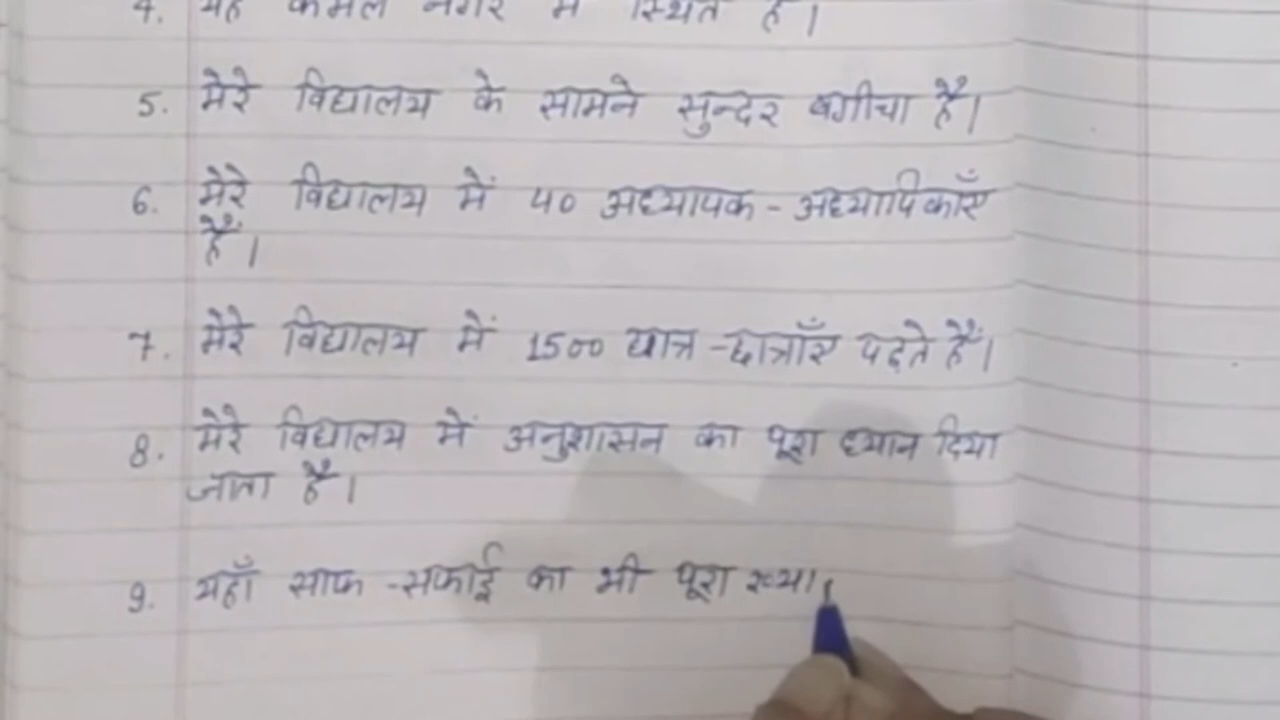 4. यह कमल नगर में स्थित है।
5. मेरे विद्यालय के सामने सुन्दर बगीचा है।
6. मेरे विद्यालय में 40 अध्यापक - अध्यापिकाएँ
हैं।
7. मेरे विद्यालय में 1500 छात्र - छात्राएँ पढ़ते हैं।
8. मेरे विद्यालय में अनुशासन का पूरा ध्यान दिया
जाता है।
9. यहाँ साफ - सफाई का भी पूरा ख्या